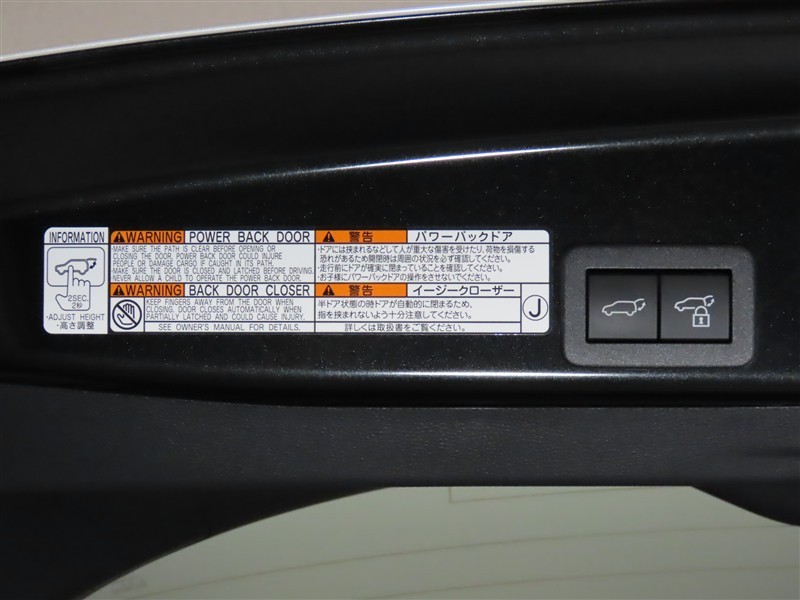 INFORMATION
2SEC.
2秒
・ADJUST HEIGHT
・高さ調整
WARNING POWER BACK DOOR
・MAKE SURE THE PATH IS CLEAR BEFORE OPENING OR
CLOSING THE DOOR. POWER BACK DOOR COULD INJURE
PEOPLE OR DAMAGE CARGO IF CAUGHT IN ITS PATH.
・MAKE SURE THE DOOR IS CLOSED AND LATCHED BEFORE DRIVING.
・NEVER ALLOW A CHILD TO OPERATE THE POWER BACK DOOR.
警告 パワーバックドア
・ドアには挟まれるなどして人が重大な傷害を受けたり、荷物を損傷する
恐れがあるため開閉時は周囲の状況を必ず確認してください。
・走行前にドアが確実に閉まっていることを確認してください。
・お子様にパワーバックドアの操作をさせないでください。
WARNING BACK DOOR CLOSER
KEEP FINGERS AWAY FROM THE DOOR WHEN
CLOSING. DOOR CLOSES AUTOMATICALLY WHEN
PARTIALLY LATCHED AND COULD CAUSE INJURY.
SEE OWNER'S MANUAL FOR DETAILS.
警告 イージークローザー
半ドア状態の時ドアが自動的に閉まるため、
指を挟まれないよう十分注意してください。
詳しくは取扱書をご覧ください。
J